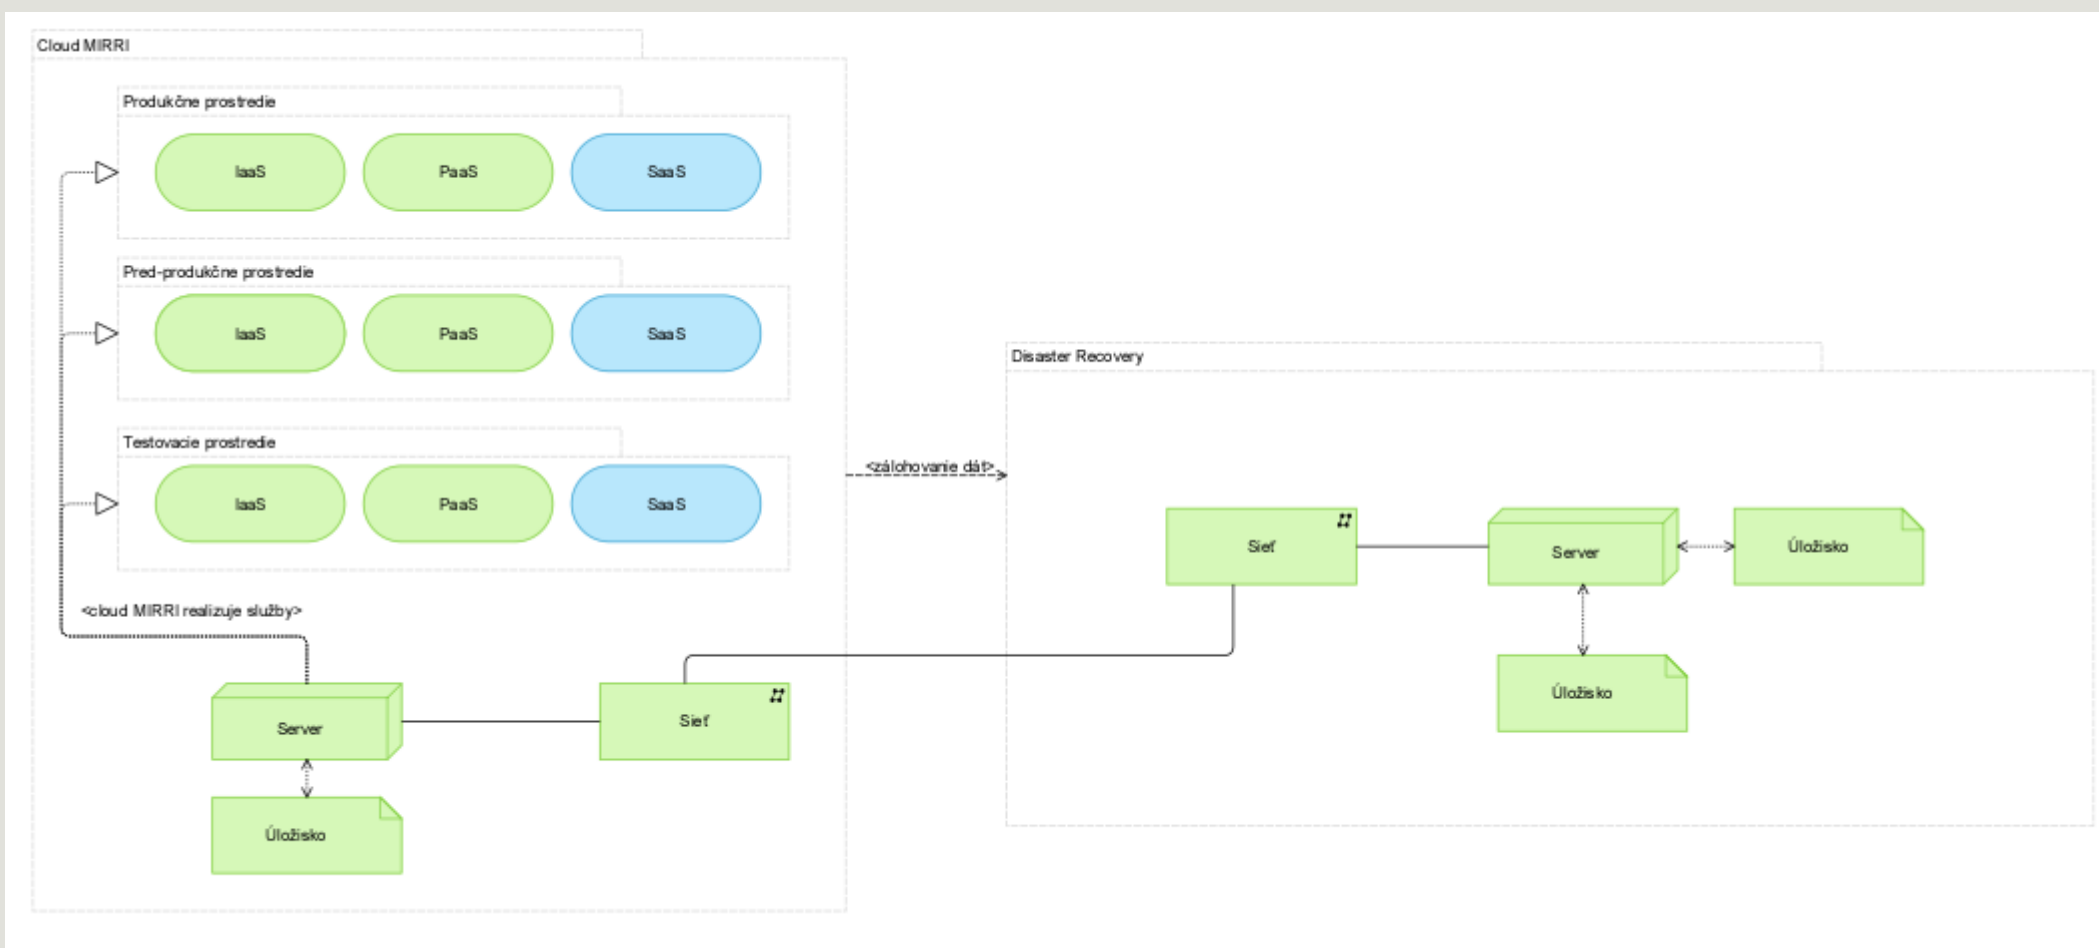 Cloud MIRRI
Produkčne prostredie
IaaS
PaaS
SaaS
Pred-produkčne prostredie
IaaS
PaaS
SaaS
Testovacie prostredie
IaaS
PaaS
SaaS
<cloud MIRRI realizuje služby>
Server
Sieť
Úložisko
<zálohovanie dát>
Disaster Recovery
Sieť
Server
Úložisko
Úložisko